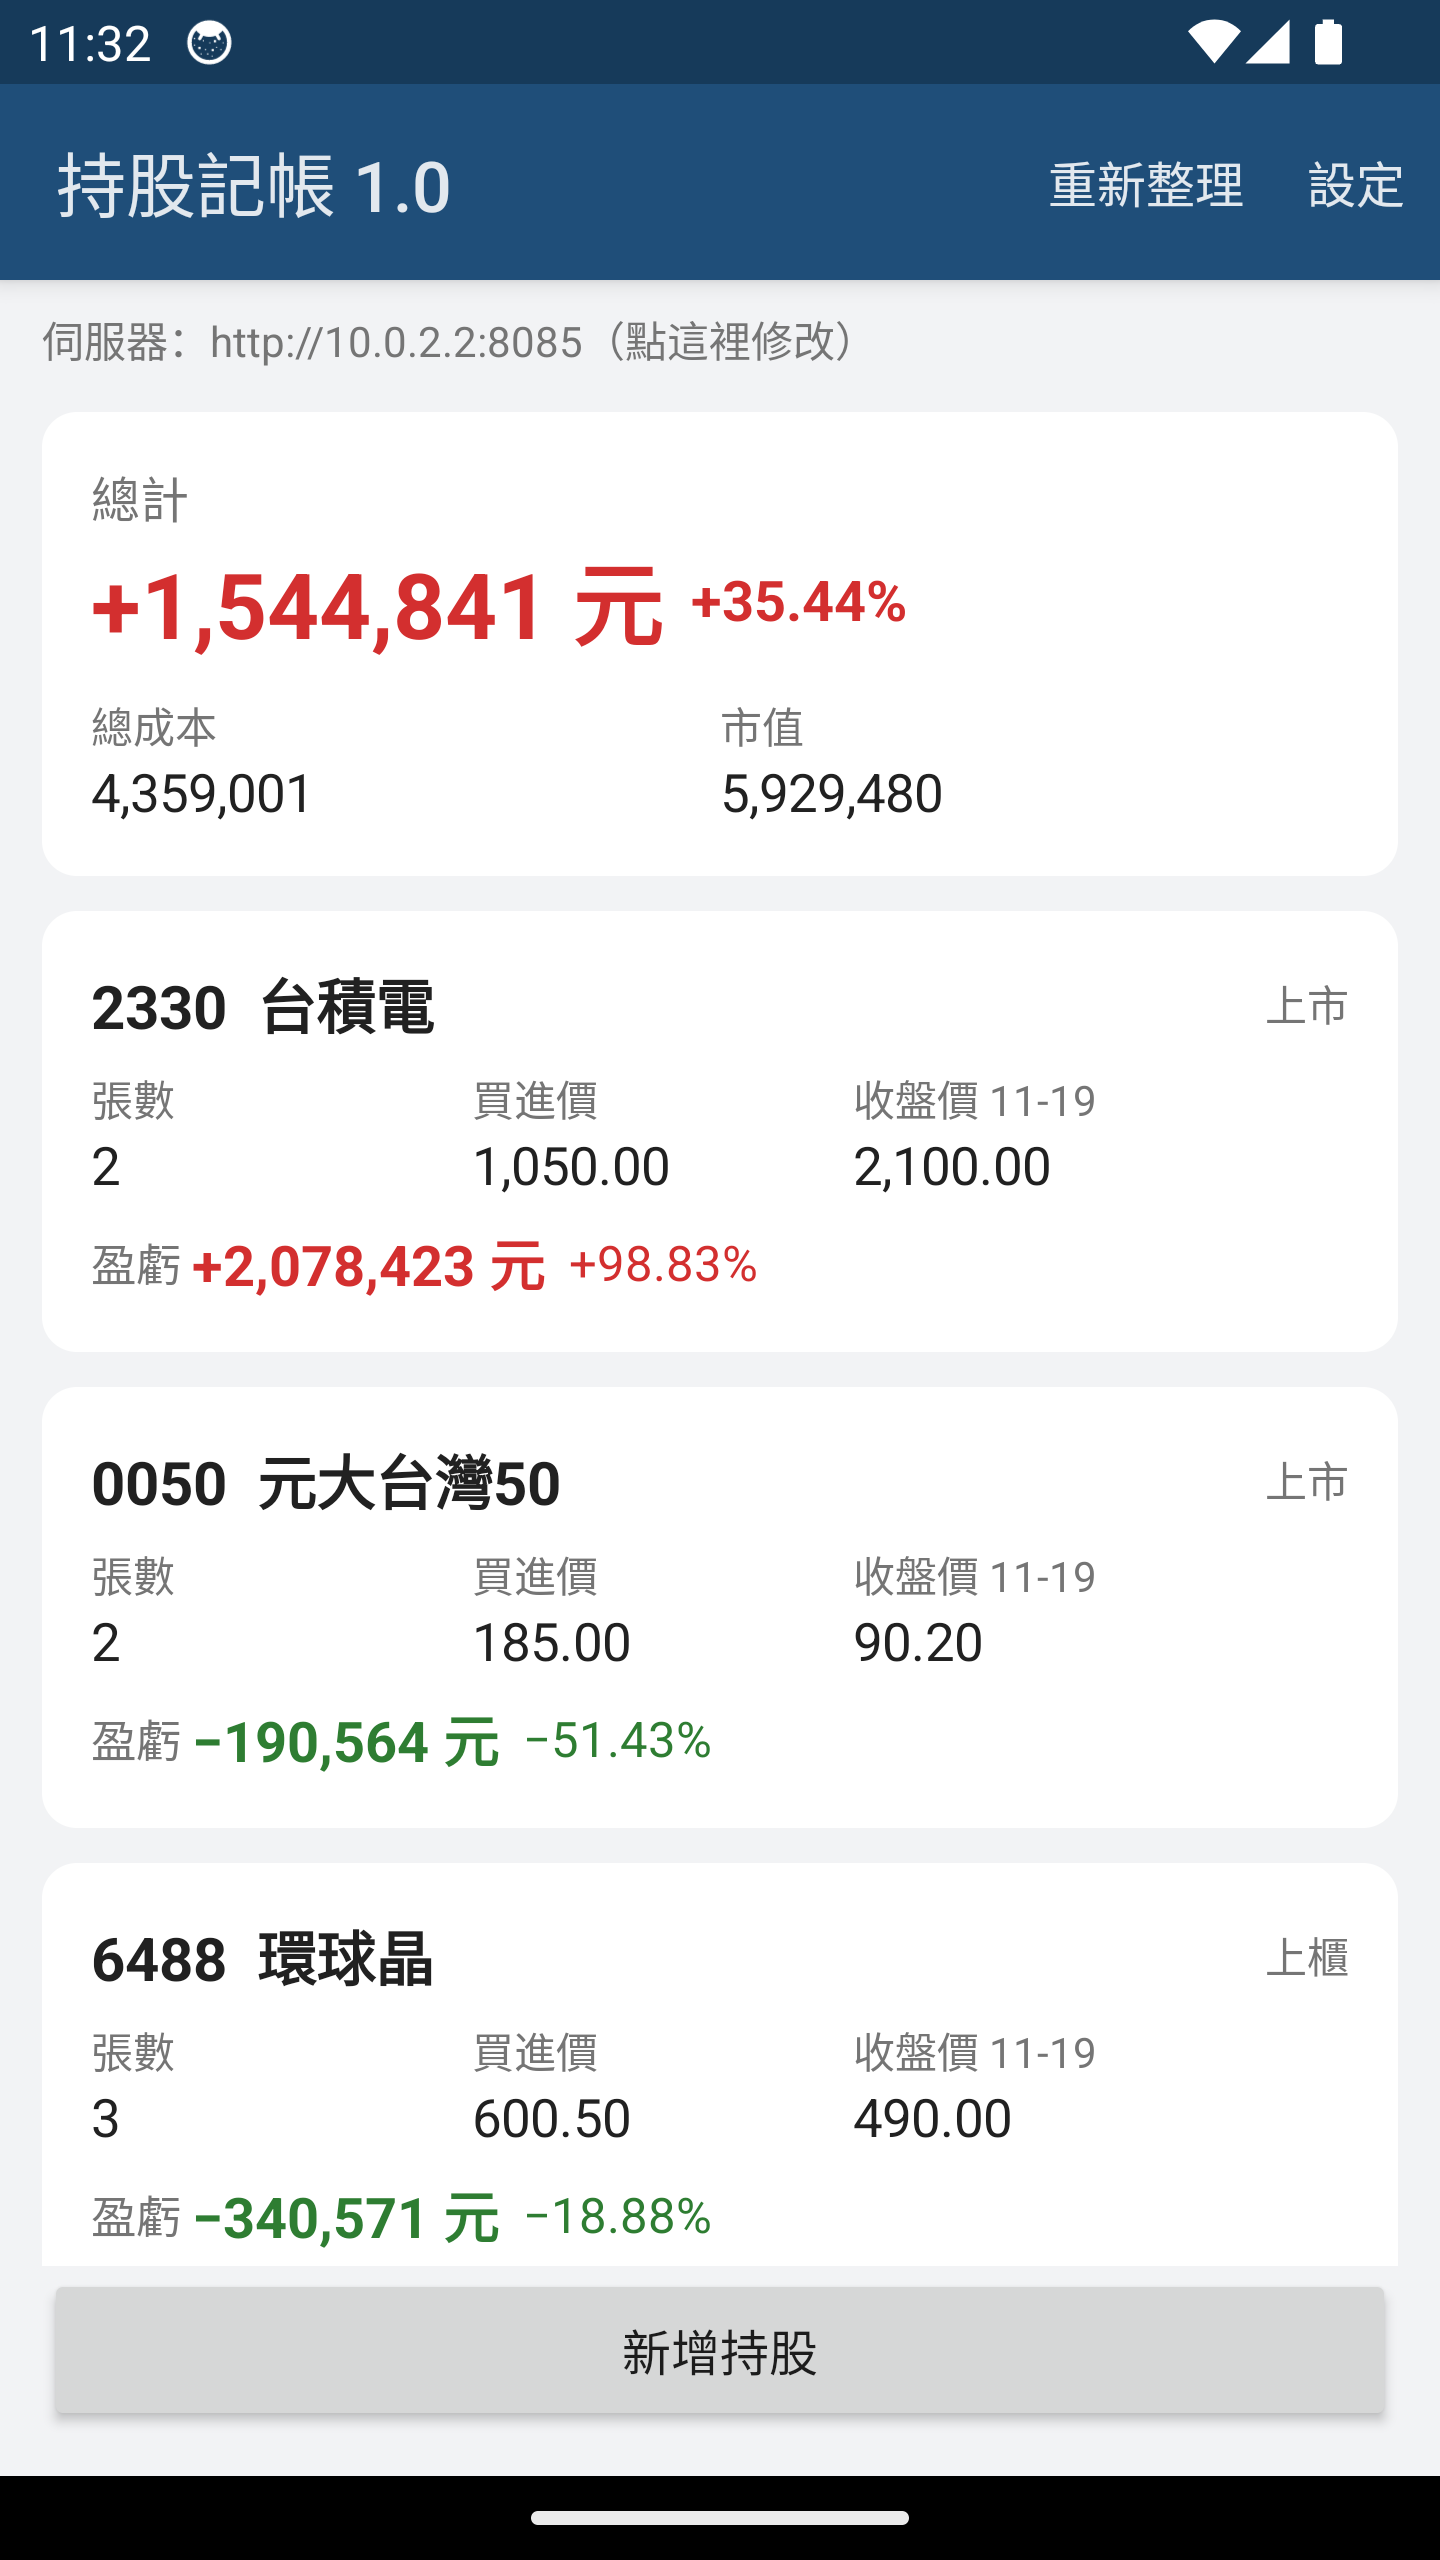 11:32
持股記帳 1.0
重新整理 設定
伺服器：http://10.0.2.2:8085（點這裡修改）
總計
+1,544,841 元 +35.44%
總成本 市值
4,359,001 5,929,480
2330 台積電 上市
張數 買進價 收盤價 11-19
2 1,050.00 2,100.00
盈虧 +2,078,423 元 +98.83%
0050 元大台灣50 上市
張數 買進價 收盤價 11-19
2 185.00 90.20
盈虧 −190,564 元 −51.43%
6488 環球晶 上櫃
張數 買進價 收盤價 11-19
3 600.50 490.00
盈虧 −340,571 元 −18.88%
新增持股